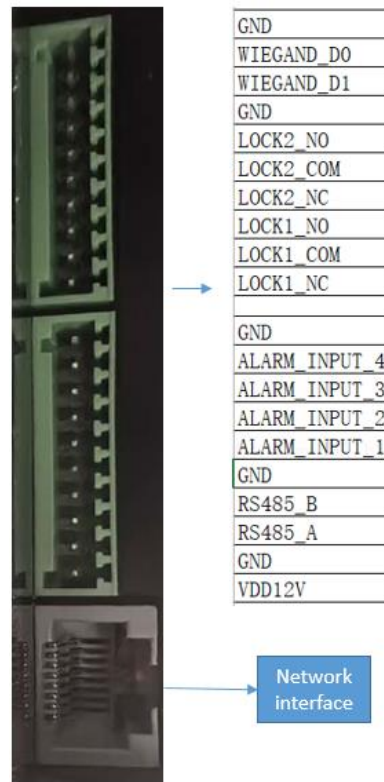 GND
WIEGAND_D0
WIEGAND_D1
GND
LOCK2_NO
LOCK2_COM
LOCK2_NC
LOCK1_NO
LOCK1_COM
LOCK1_NC
GND
ALARM_INPUT_4
ALARM_INPUT_3
ALARM_INPUT_2
ALARM_INPUT_1
GND
RS485_B
RS485_A
GND
VDD12V
Network
interface